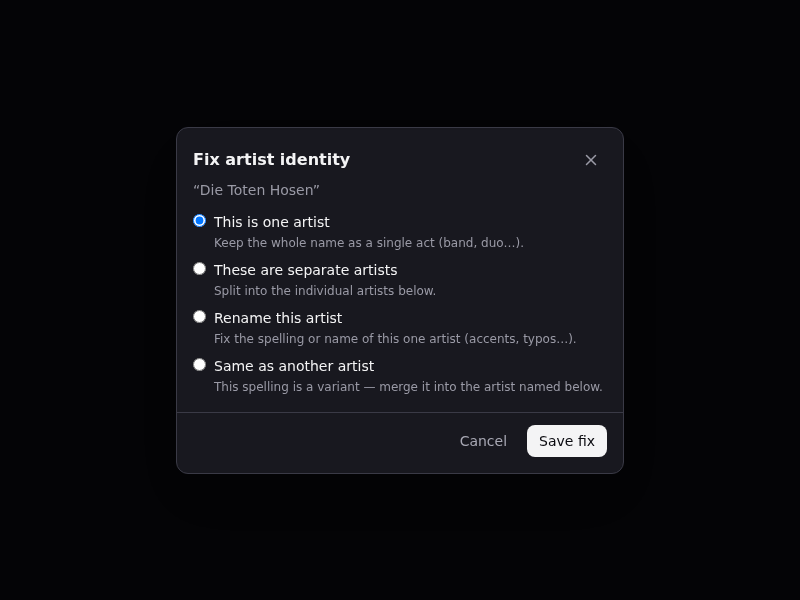 Fix artist identity
“Die Toten Hosen”
This is one artist
Keep the whole name as a single act (band, duo…).
These are separate artists
Split into the individual artists below.
Rename this artist
Fix the spelling or name of this one artist (accents, typos…).
Same as another artist
This spelling is a variant — merge it into the artist named below.
Cancel
Save fix